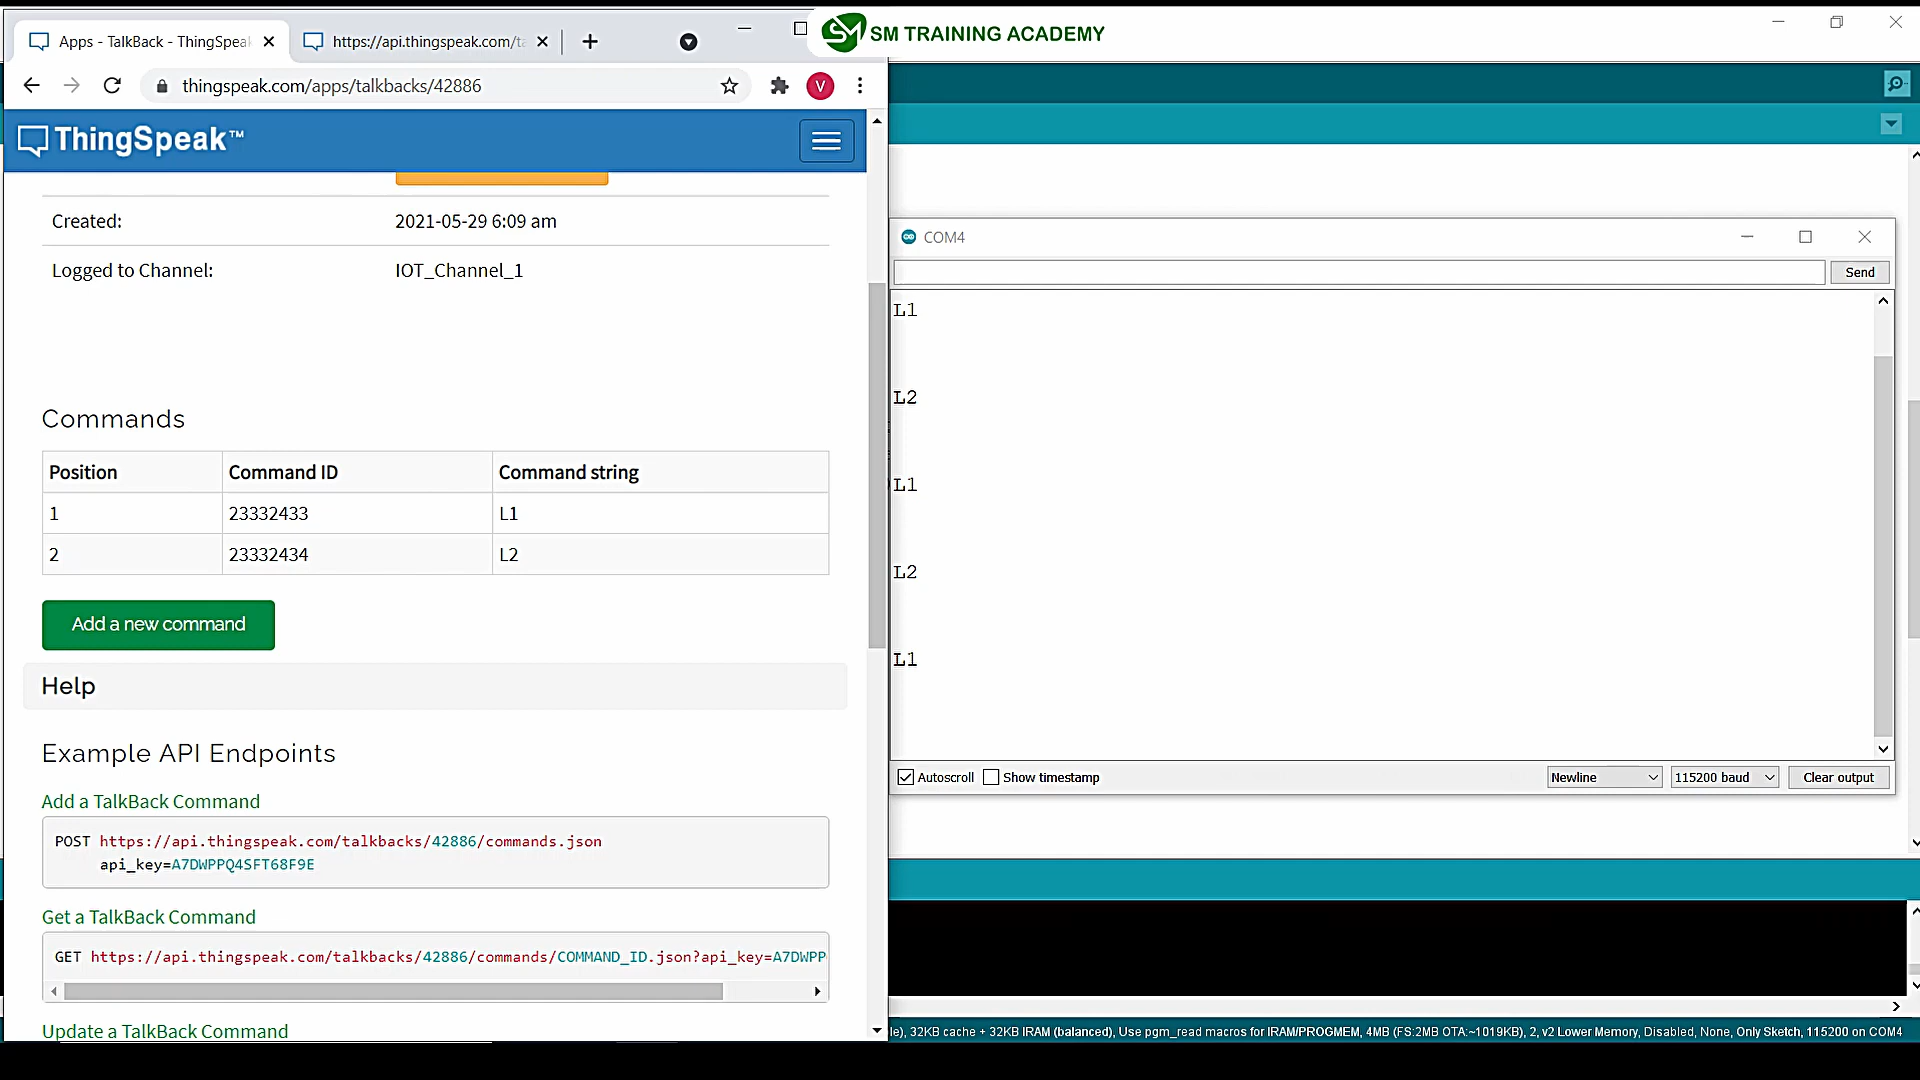 Apps - TalkBack - ThingSpeak
https://api.thingspeak.com/ta
SM
SM TRAINING ACADEMY
thingspeak.com/apps/talkbacks/42886
V
ThingSpeak™
Created: 2021-05-29 6:09 am
Logged to Channel: IOT_Channel_1
Commands
Position Command ID Command string
1 23332433 L1
2 23332434 L2
Add a new command
Help
Example API Endpoints
Add a TalkBack Command
POST https://api.thingspeak.com/talkbacks/42886/commands.json
api_key=A7DWPPQ4SFT68F9E
Get a TalkBack Command
GET https://api.thingspeak.com/talkbacks/42886/commands/COMMAND_ID.json?api_key=A7DWPP
Update a TalkBack Command
COM4
Send
L1
L2
L1
L2
L1
Autoscroll Show timestamp Newline 115200 baud Clear output
le), 32KB cache + 32KB IRAM (balanced), Use pgm_read macros for IRAM/PROGMEM, 4MB (FS:2MB OTA:~1019KB), 2, v2 Lower Memory, Disabled, None, Only Sketch, 115200 on COM4